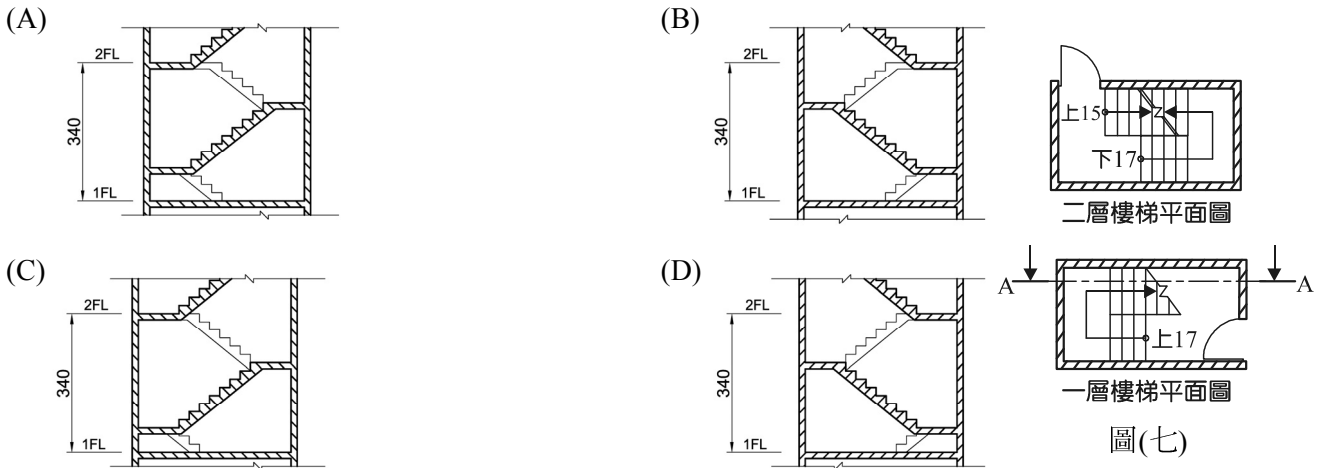 (A)
2FL
340
1FL
(B)
2FL
340
1FL
上15
下17
二層樓梯平面圖
(C)
2FL
340
1FL
(D)
2FL
340
1FL
A
A
上17
一層樓梯平面圖
圖(七)